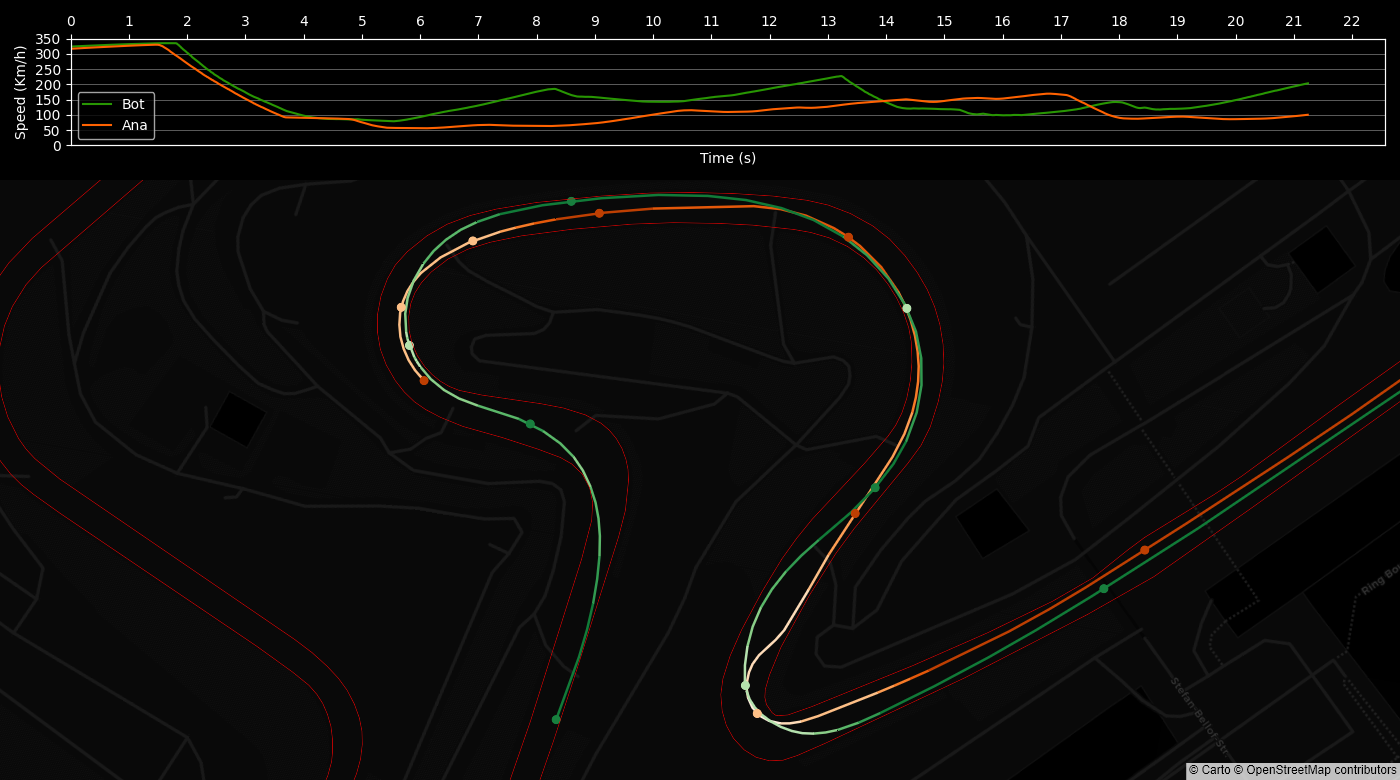 0 1 2 3 4 5 6 7 8 9 10 11 12 13 14 15 16 17 18 19 20 21 22
350
300
250
200
150
100
50
0
Speed (Km/h)
Bot
Ana
Time (s)
Ring Bo
Stefan-Bellof-Str
© Carto © OpenStreetMap contributors